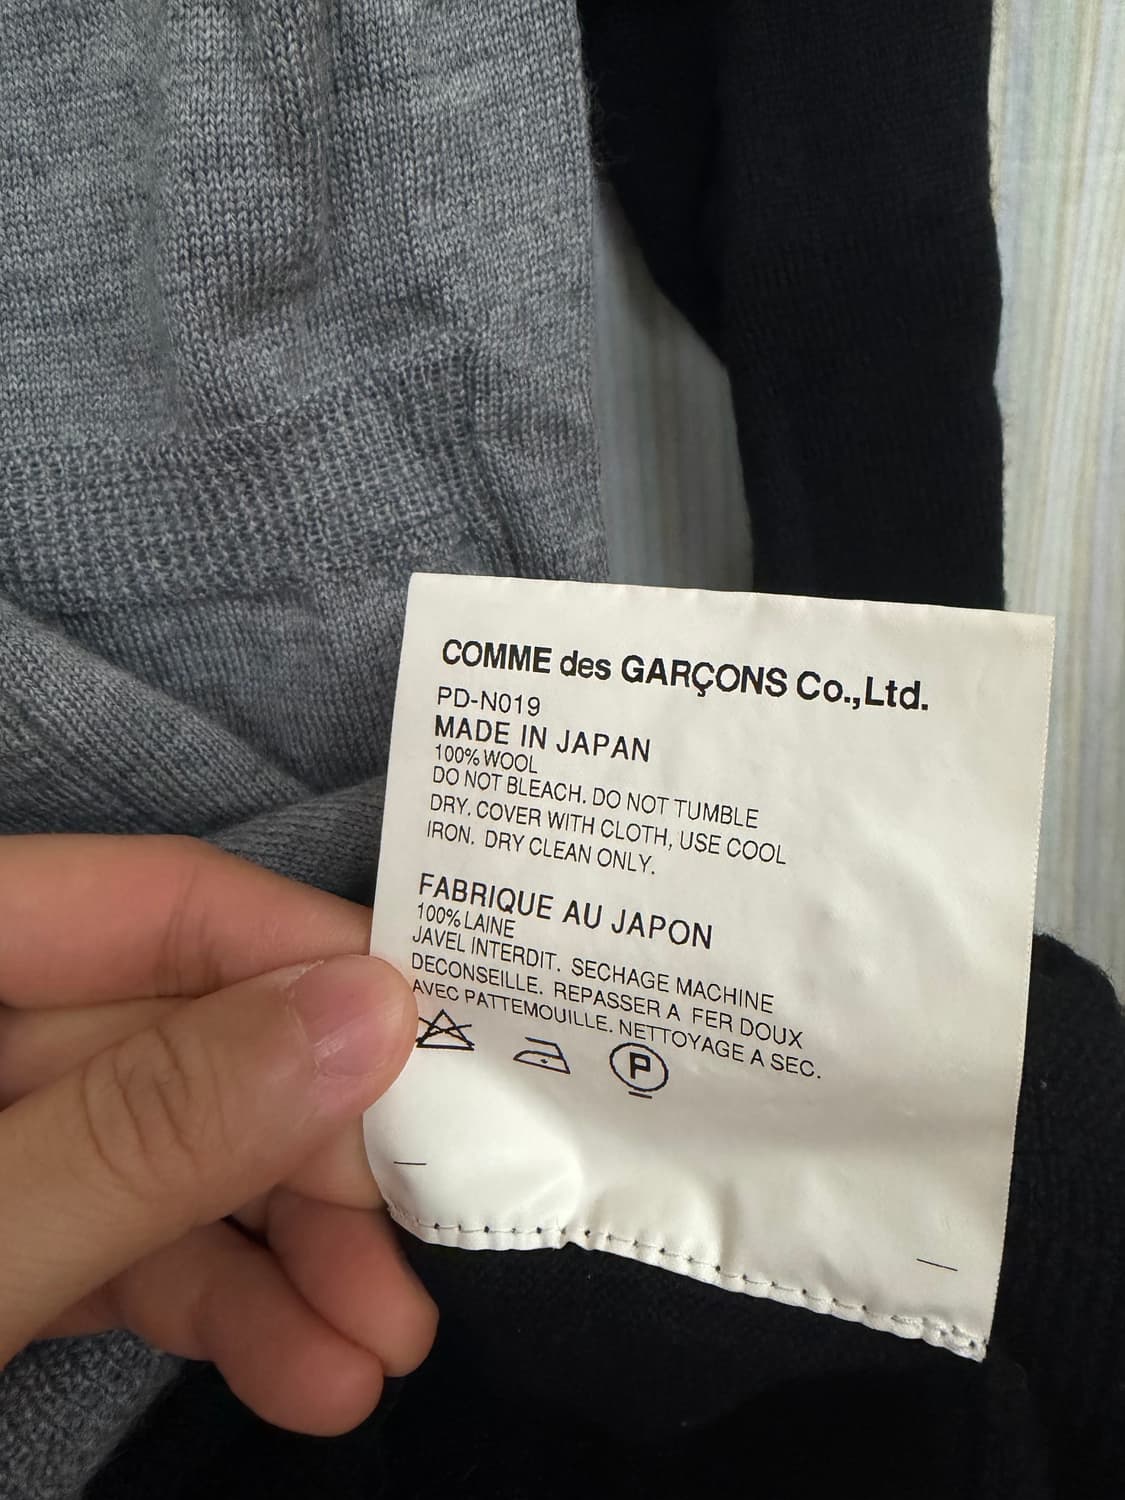 COMME des GARÇONS Co.,Ltd.
PD-N019
MADE IN JAPAN
100% WOOL
DO NOT BLEACH. DO NOT TUMBLE
DRY. COVER WITH CLOTH, USE COOL
IRON. DRY CLEAN ONLY.
FABRIQUE AU JAPON
100% LAINE
JAVEL INTERDIT. SECHAGE MACHINE
DECONSEILLE. REPASSER A FER DOUX
AVEC PATTEMOUILLE. NETTOYAGE A SEC.
P